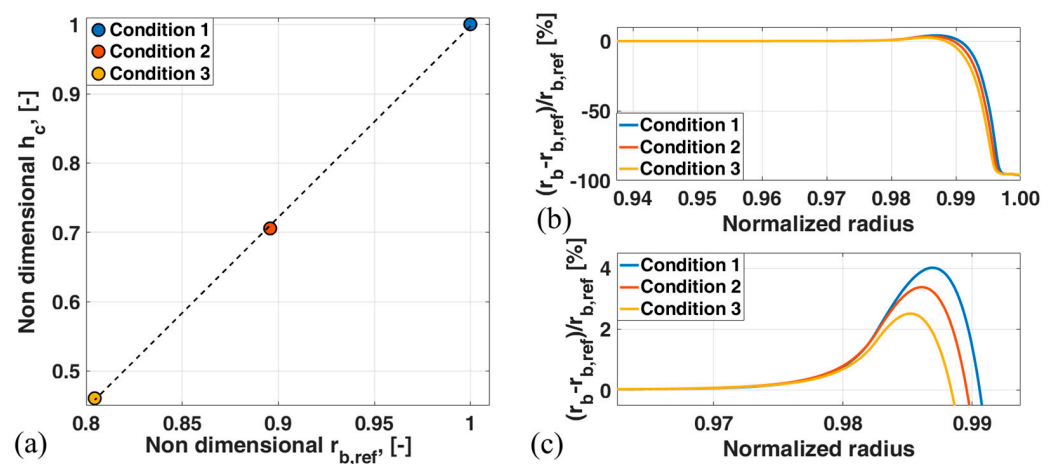 Non dimensional h_c, [-]
1
0.9
0.8
0.7
0.6
0.5
Condition 1
Condition 2
Condition 3
0.8
0.85
0.9
0.95
1
Non dimensional r_b,ref, [-]
(a)
(r_b-r_b,ref)/r_b,ref [%]
0
-50
-100
Condition 1
Condition 2
Condition 3
0.94
0.95
0.96
0.97
0.98
0.99
1.00
Normalized radius
(b)
(r_b-r_b,ref)/r_b,ref [%]
4
2
0
Condition 1
Condition 2
Condition 3
0.97
0.98
0.99
Normalized radius
(c)